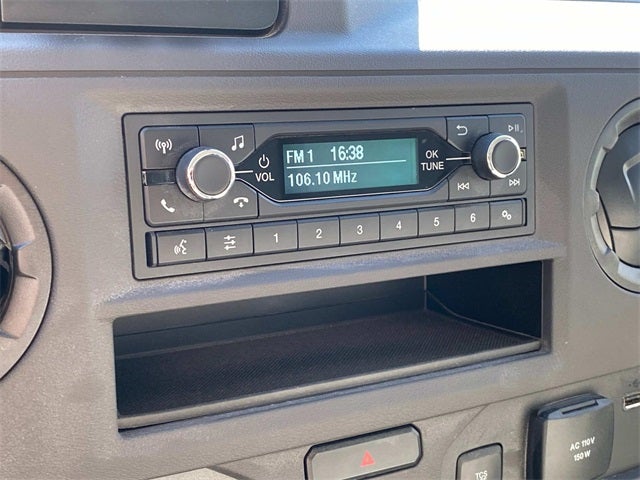 FM 1 16:38
106.10 MHz
VOL
OK
TUNE
1 2 3 4 5 6
AC 110V
150W
TCS